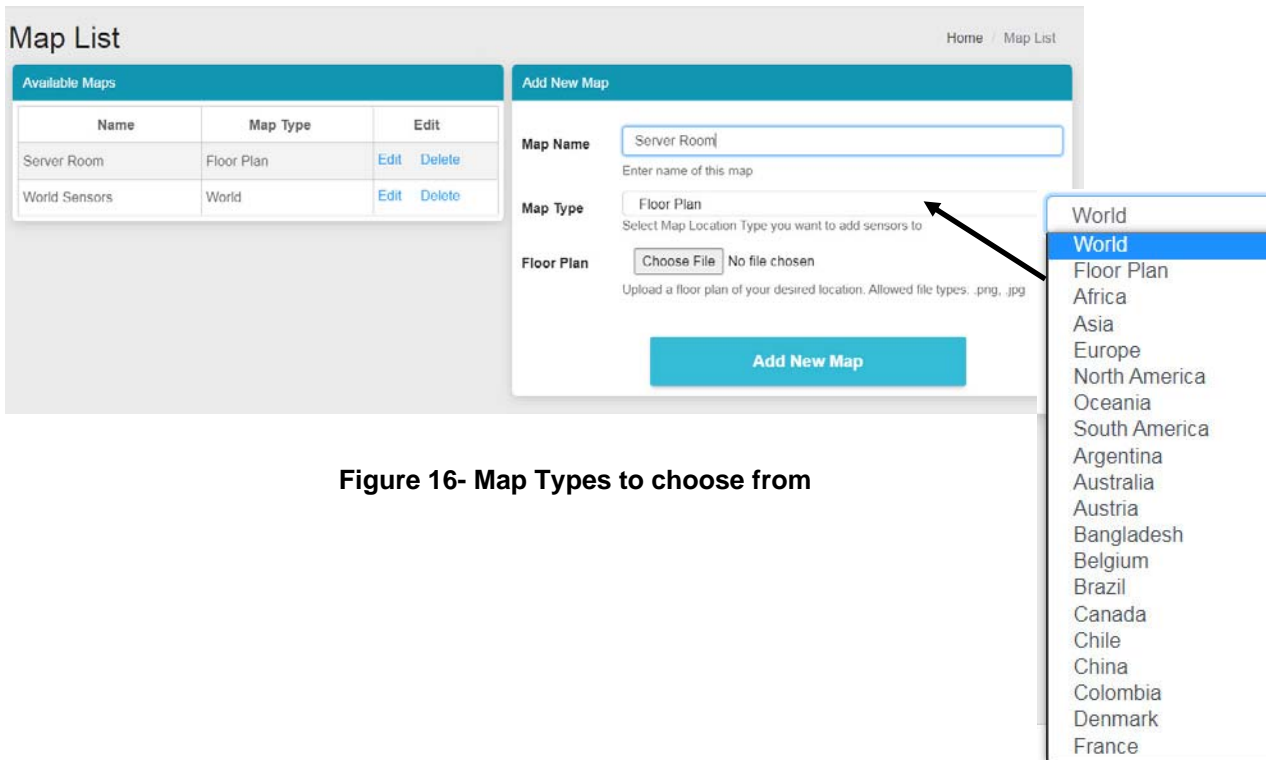 Map List
Home / Map List
Available Maps
Name Map Type Edit
Server Room Floor Plan Edit Delete
World Sensors World Edit Delete
Add New Map
Map Name Server Room
Enter name of this map
Map Type Floor Plan
Select Map Location Type you want to add sensors to
Floor Plan Choose File No file chosen
Upload a floor plan of your desired location. Allowed file types: .png, .jpg
Add New Map
World
World
Floor Plan
Africa
Asia
Europe
North America
Oceania
South America
Argentina
Australia
Austria
Bangladesh
Belgium
Brazil
Canada
Chile
China
Colombia
Denmark
France
Figure 16- Map Types to choose from